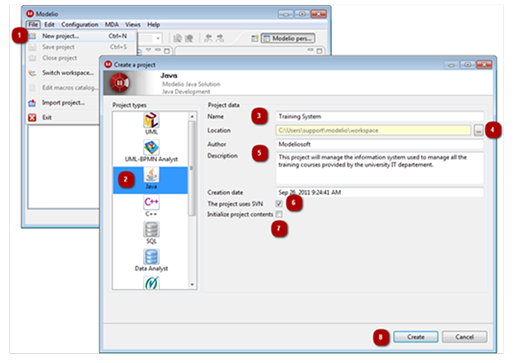 Modelio
File Edit Configuration MDA Views Help
1
New project... Ctrl+N
Save project Ctrl+S
Close project
Switch workspace...
Edit macros catalog...
Import project...
Exit
Modelio pers...
Create a project
Java
Modelio Java Solution
Java Development
Project types
UML
UML-BPMN Analyst
2
Java
C++
C++
SQL
Data Analyst
Project data
Name 3 Training System
Location C:\Users\support\modelio\workspace ... 4
Author Modeliosoft
Description 5 This project will manage the information system used to manage all the
training courses provided by the university IT departement.
Creation date Sep 26, 2011 9:24:41 AM
The project uses SVN 6
Initialize project contents
7
8 Create Cancel